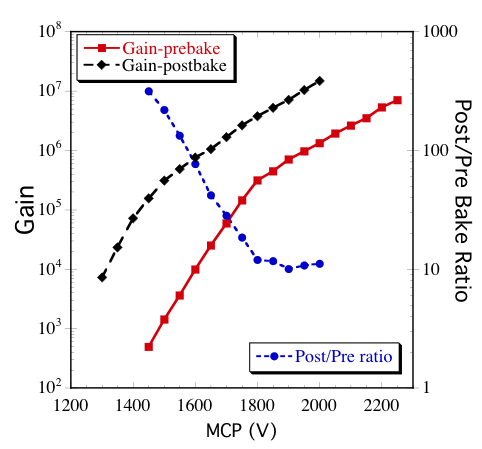 Gain-prebake
Gain-postbake
10^8
10^7
10^6
10^5
10^4
10^3
10^2
Gain
1000
100
10
1
Post/Pre Bake Ratio
Post/Pre ratio
1200 1400 1600 1800 2000 2200
MCP (V)